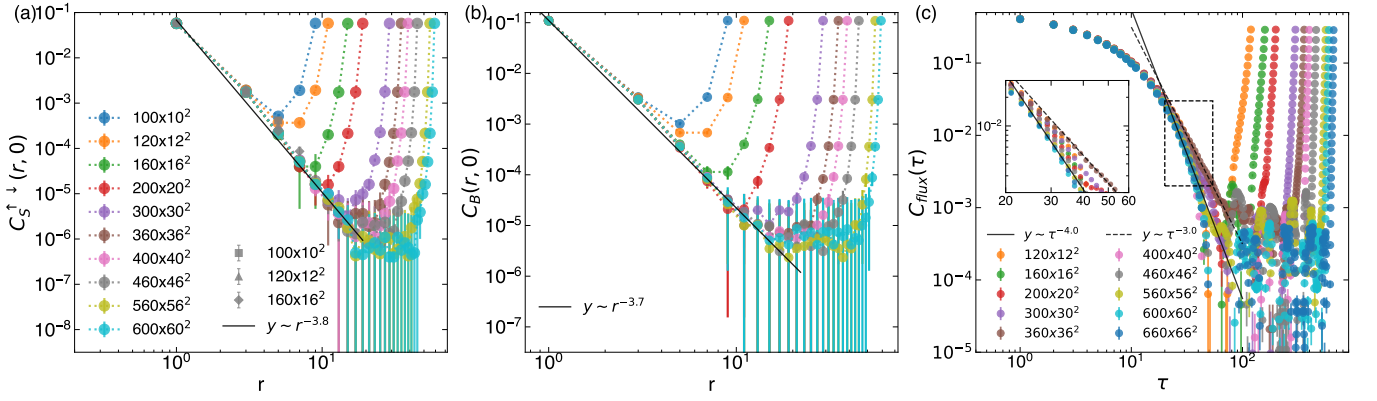 (a)
C_S^{↑↓}(r, 0)
10^{-1}
10^{-2}
10^{-3}
10^{-4}
10^{-5}
10^{-6}
10^{-7}
10^{-8}
100x10^2
120x12^2
160x16^2
200x20^2
300x30^2
360x36^2
400x40^2
460x46^2
560x56^2
600x60^2
100x10^2
120x12^2
160x16^2
y ~ r^{-3.8}
10^0
10^1
r
(b)
C_B(r, 0)
10^{-1}
10^{-2}
10^{-3}
10^{-4}
10^{-5}
10^{-6}
10^{-7}
y ~ r^{-3.7}
10^0
10^1
r
(c)
C_{flux}(τ)
10^{-1}
10^{-2}
10^{-3}
10^{-4}
10^{-5}
10^{-2}
20
30
40
50
60
y ~ τ^{-4.0}
y ~ τ^{-3.0}
120x12^2
160x16^2
200x20^2
300x30^2
360x36^2
400x40^2
460x46^2
560x56^2
600x60^2
660x66^2
10^0
10^1
10^2
τ